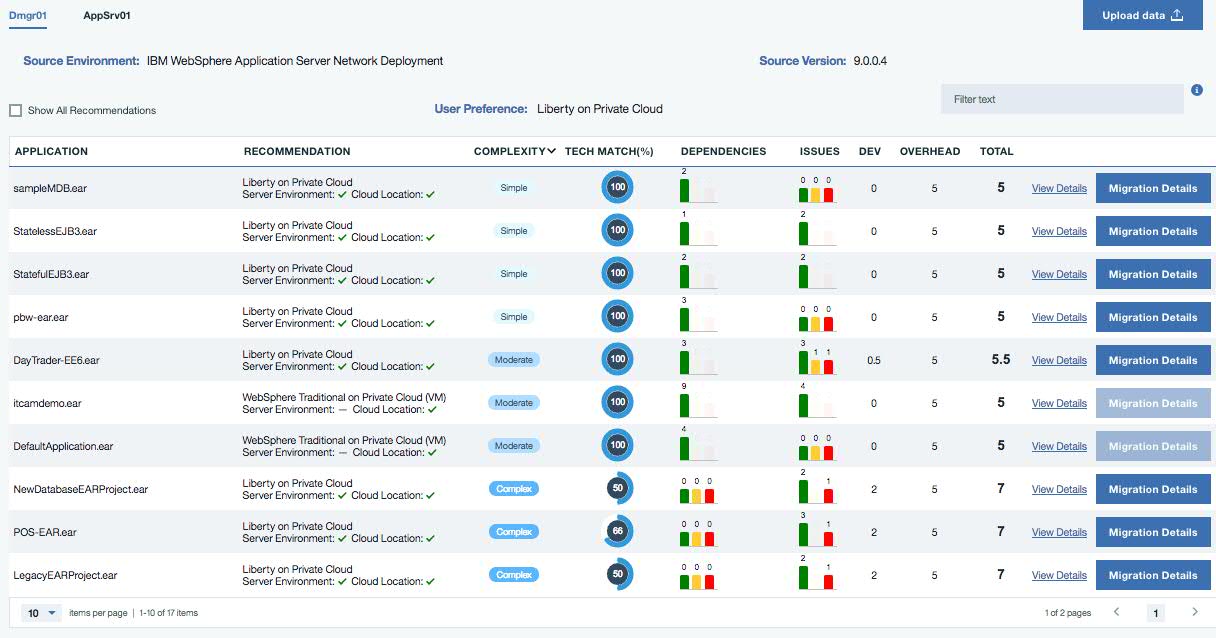 Dmgr01 AppSrv01 Upload data
Source Environment: IBM WebSphere Application Server Network Deployment Source Version: 9.0.0.4
Show All Recommendations User Preference: Liberty on Private Cloud Filter text
APPLICATION RECOMMENDATION COMPLEXITY TECH MATCH(%) DEPENDENCIES ISSUES DEV OVERHEAD TOTAL
2
Liberty on Private Cloud 0 0 0
sampleMDB.ear Simple 100 0 5 5 View Details Migration Details
Server Environment: ✓ Cloud Location: ✓
1 2
Liberty on Private Cloud
StatelessEJB3.ear Simple 100 0 5 5 View Details Migration Details
Server Environment: ✓ Cloud Location: ✓
2 2
Liberty on Private Cloud
StatefulEJB3.ear Simple 100 0 5 5 View Details Migration Details
Server Environment: ✓ Cloud Location: ✓
3
Liberty on Private Cloud 0 0 0
pbw-ear.ear Simple 100 0 5 5 View Details Migration Details
Server Environment: ✓ Cloud Location: ✓
3 3
Liberty on Private Cloud 1 1
DayTrader-EE6.ear Moderate 100 0.5 5 5.5 View Details Migration Details
Server Environment: ✓ Cloud Location: ✓
9 4
WebSphere Traditional on Private Cloud (VM)
itcamdemo.ear Moderate 100 0 5 5 View Details Migration Details
Server Environment: — Cloud Location: ✓
4
WebSphere Traditional on Private Cloud (VM) 0 0 0
DefaultApplication.ear Moderate 100 0 5 5 View Details Migration Details
Server Environment: — Cloud Location: ✓
2
Liberty on Private Cloud 0 0 0 1
NewDatabaseEARProject.ear Complex 50 2 5 7 View Details Migration Details
Server Environment: ✓ Cloud Location: ✓
3
Liberty on Private Cloud 0 0 0 1
POS-EAR.ear Complex 66 2 5 7 View Details Migration Details
Server Environment: ✓ Cloud Location: ✓
2
Liberty on Private Cloud 0 0 0 1
LegacyEARProject.ear Complex 50 2 5 7 View Details Migration Details
Server Environment: ✓ Cloud Location: ✓
10 items per page | 1-10 of 17 items 1 of 2 pages < 1 >